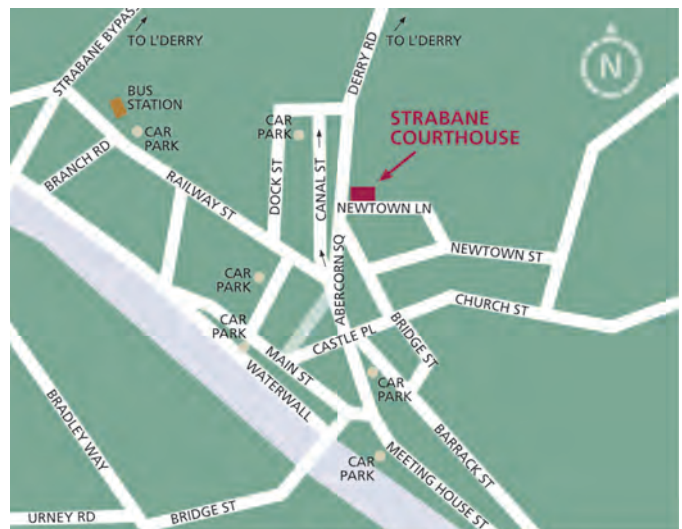 STRABANE BYPASS
TO L'DERRY
DERRY RD
TO L'DERRY
N
BUS
STATION
CAR
PARK
CAR
PARK
STRABANE
COURTHOUSE
BRANCH RD
RAILWAY ST
DOCK ST
CANAL ST
NEWTOWN LN
NEWTOWN ST
ABERCORN SQ
CAR
PARK
CHURCH ST
CAR
PARK
CASTLE PL
BRIDGE ST
MAIN ST
WATERWALL
CAR
PARK
BRADLEY WAY
BARRACK ST
CAR
PARK
MEETING HOUSE ST
URNEY RD
BRIDGE ST